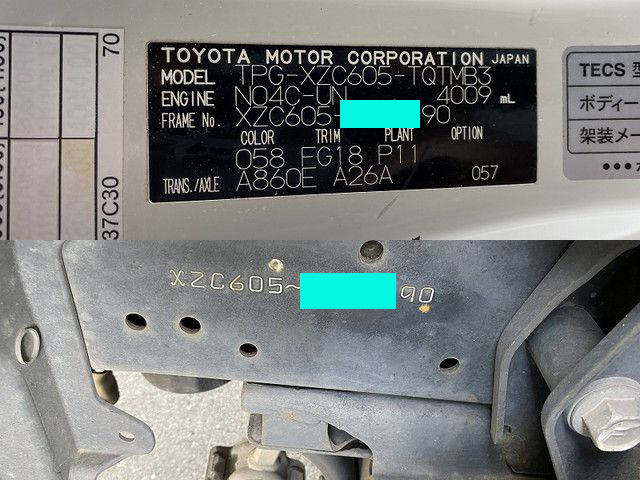 TOYOTA MOTOR CORPORATION JAPAN
MODEL TPG-XZC605-TQTMB3
ENGINE N04C-UN 4009 mL
FRAME No. XZC605- 90
COLOR TRIM PLANT OPTION
058 FG18 P11
TRANS./AXLE A860E A26A 057
70
37C30
TECS 型
ボディー
架装メー
XZC605~ 90